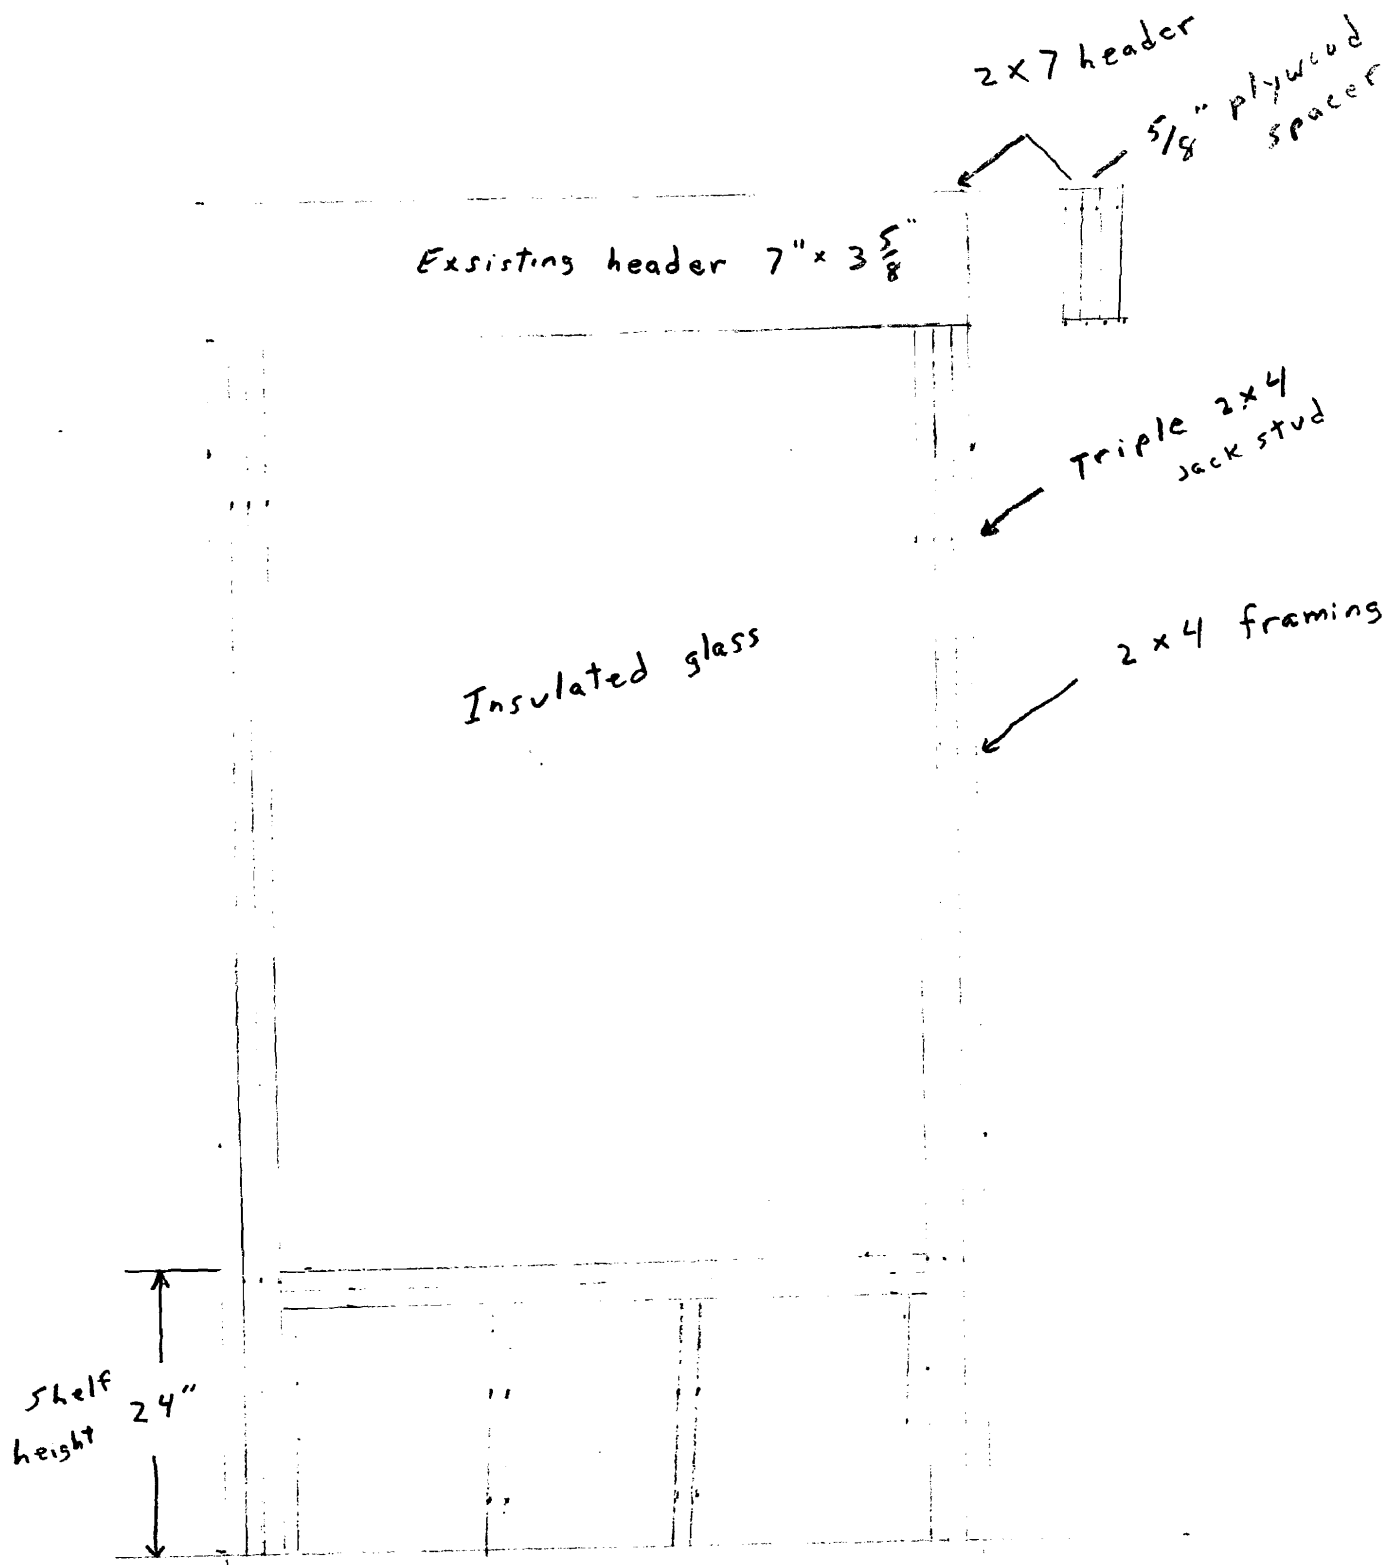 2 x 7 header
5/8" plywood
spacer
Exsisting header 7" x 3 5/8"
Triple 2x4
jack stud
2 x 4 framing
Insulated glass
Shelf
height
24"